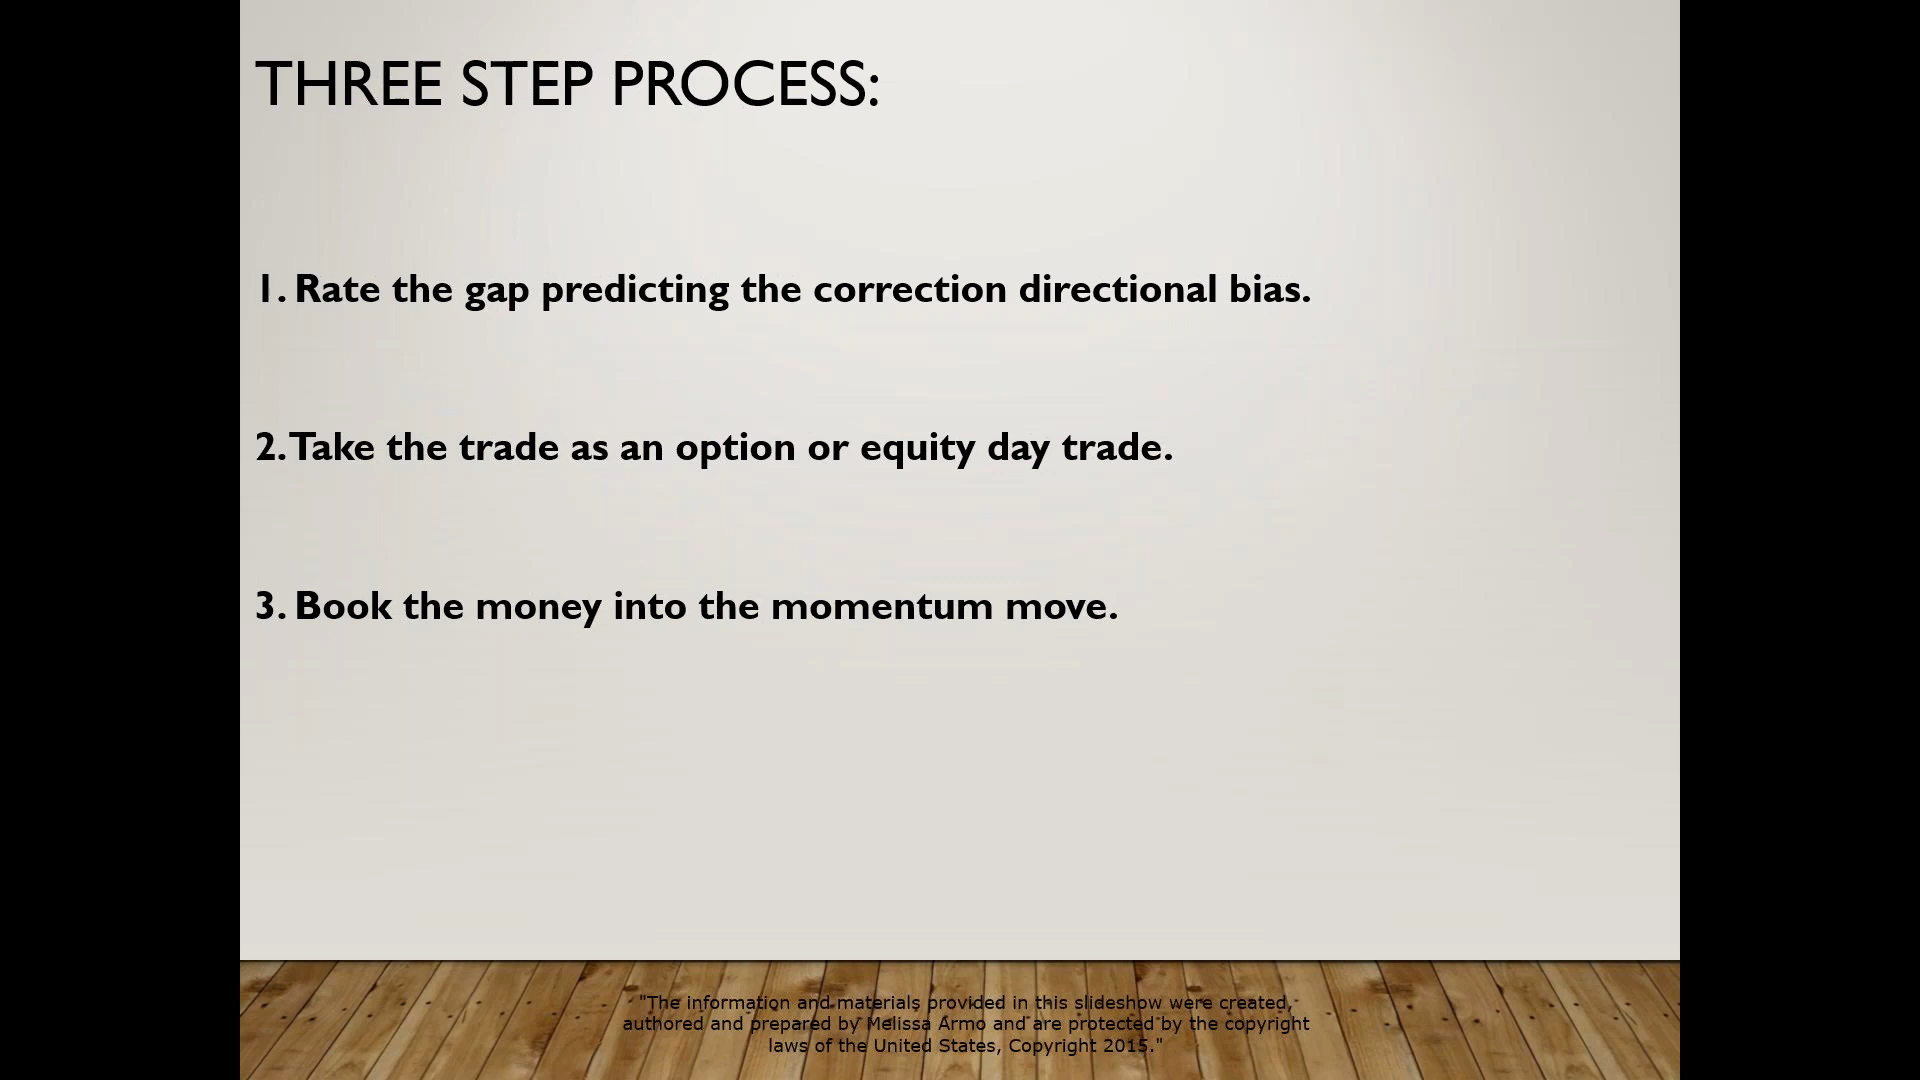 THREE STEP PROCESS:
1. Rate the gap predicting the correction directional bias.
2. Take the trade as an option or equity day trade.
3. Book the money into the momentum move.
"The information and materials provided in this slideshow were created,
authored and prepared by Melissa Armo and are protected by the copyright
laws of the United States, Copyright 2015."